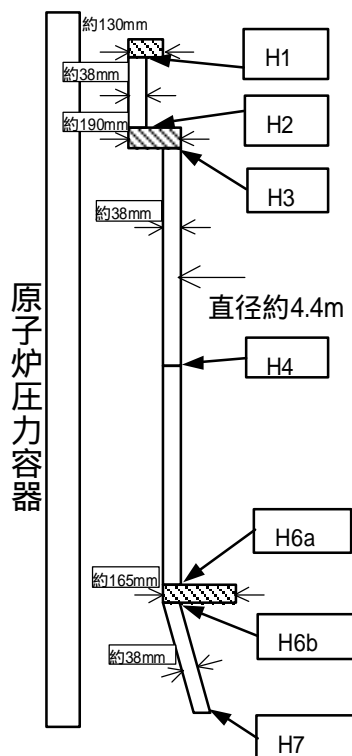 約130mm
H1
約38mm
H2
約190mm
H3
約38mm
直径約4.4m
原子炉圧力容器
H4
H6a
約165mm
H6b
約38mm
H7